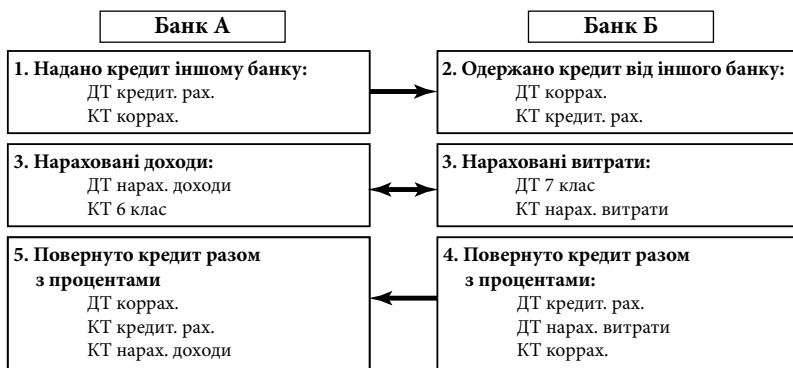 Банк А
Банк Б
1. Надано кредит іншому банку:
ДТ кредит. рах.
КТ коррах.
2. Одержано кредит від іншого банку:
ДТ коррах.
КТ кредит. рах.
3. Нараховані доходи:
ДТ нарах. доходи
КТ 6 клас
3. Нараховані витрати:
ДТ 7 клас
КТ нарах. витрати
5. Повернуто кредит разом
з процентами
ДТ коррах.
КТ кредит. рах.
КТ нарах. доходи
4. Повернуто кредит разом
з процентами:
ДТ кредит. рах.
ДТ нарах. витрати
КТ коррах.